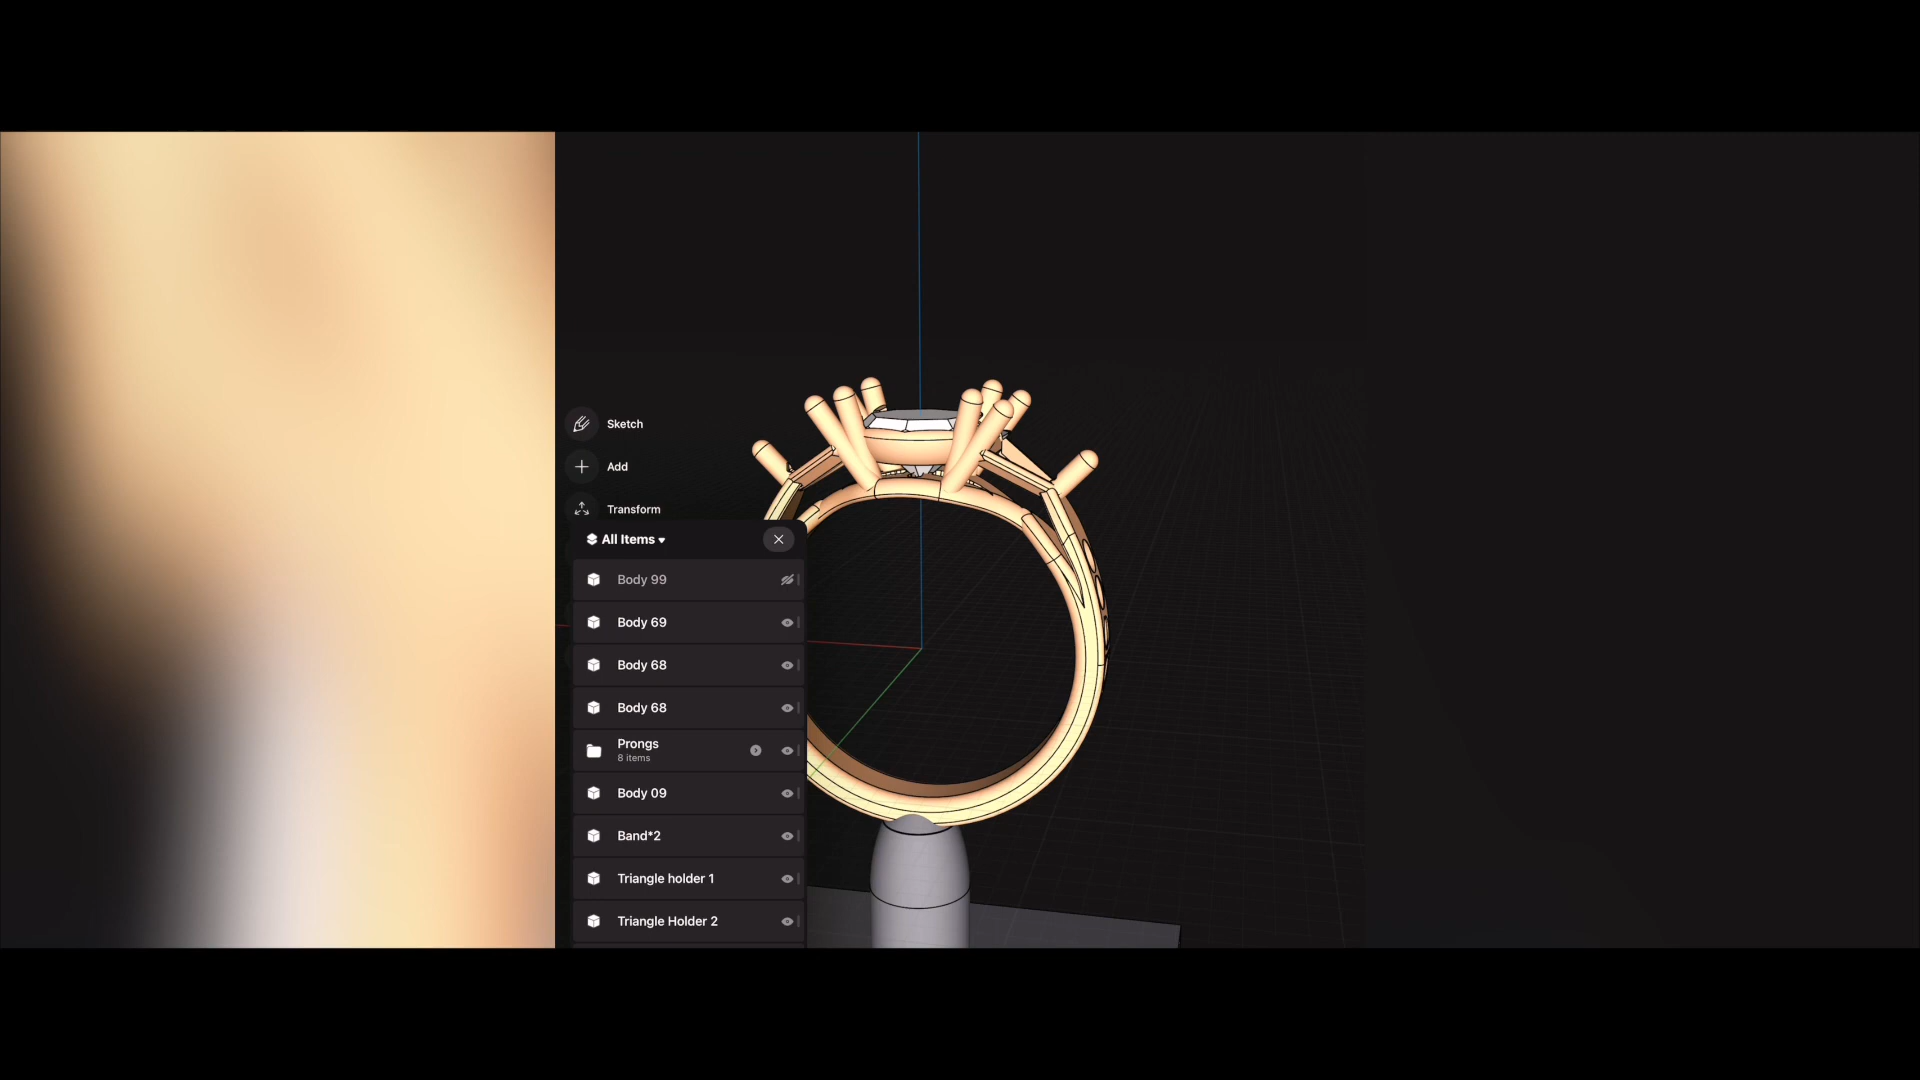 Sketch
Add
Transform
All Items
Body 99
Body 69
Body 68
Body 68
Prongs
8 items
Body 09
Band*2
Triangle holder 1
Triangle Holder 2